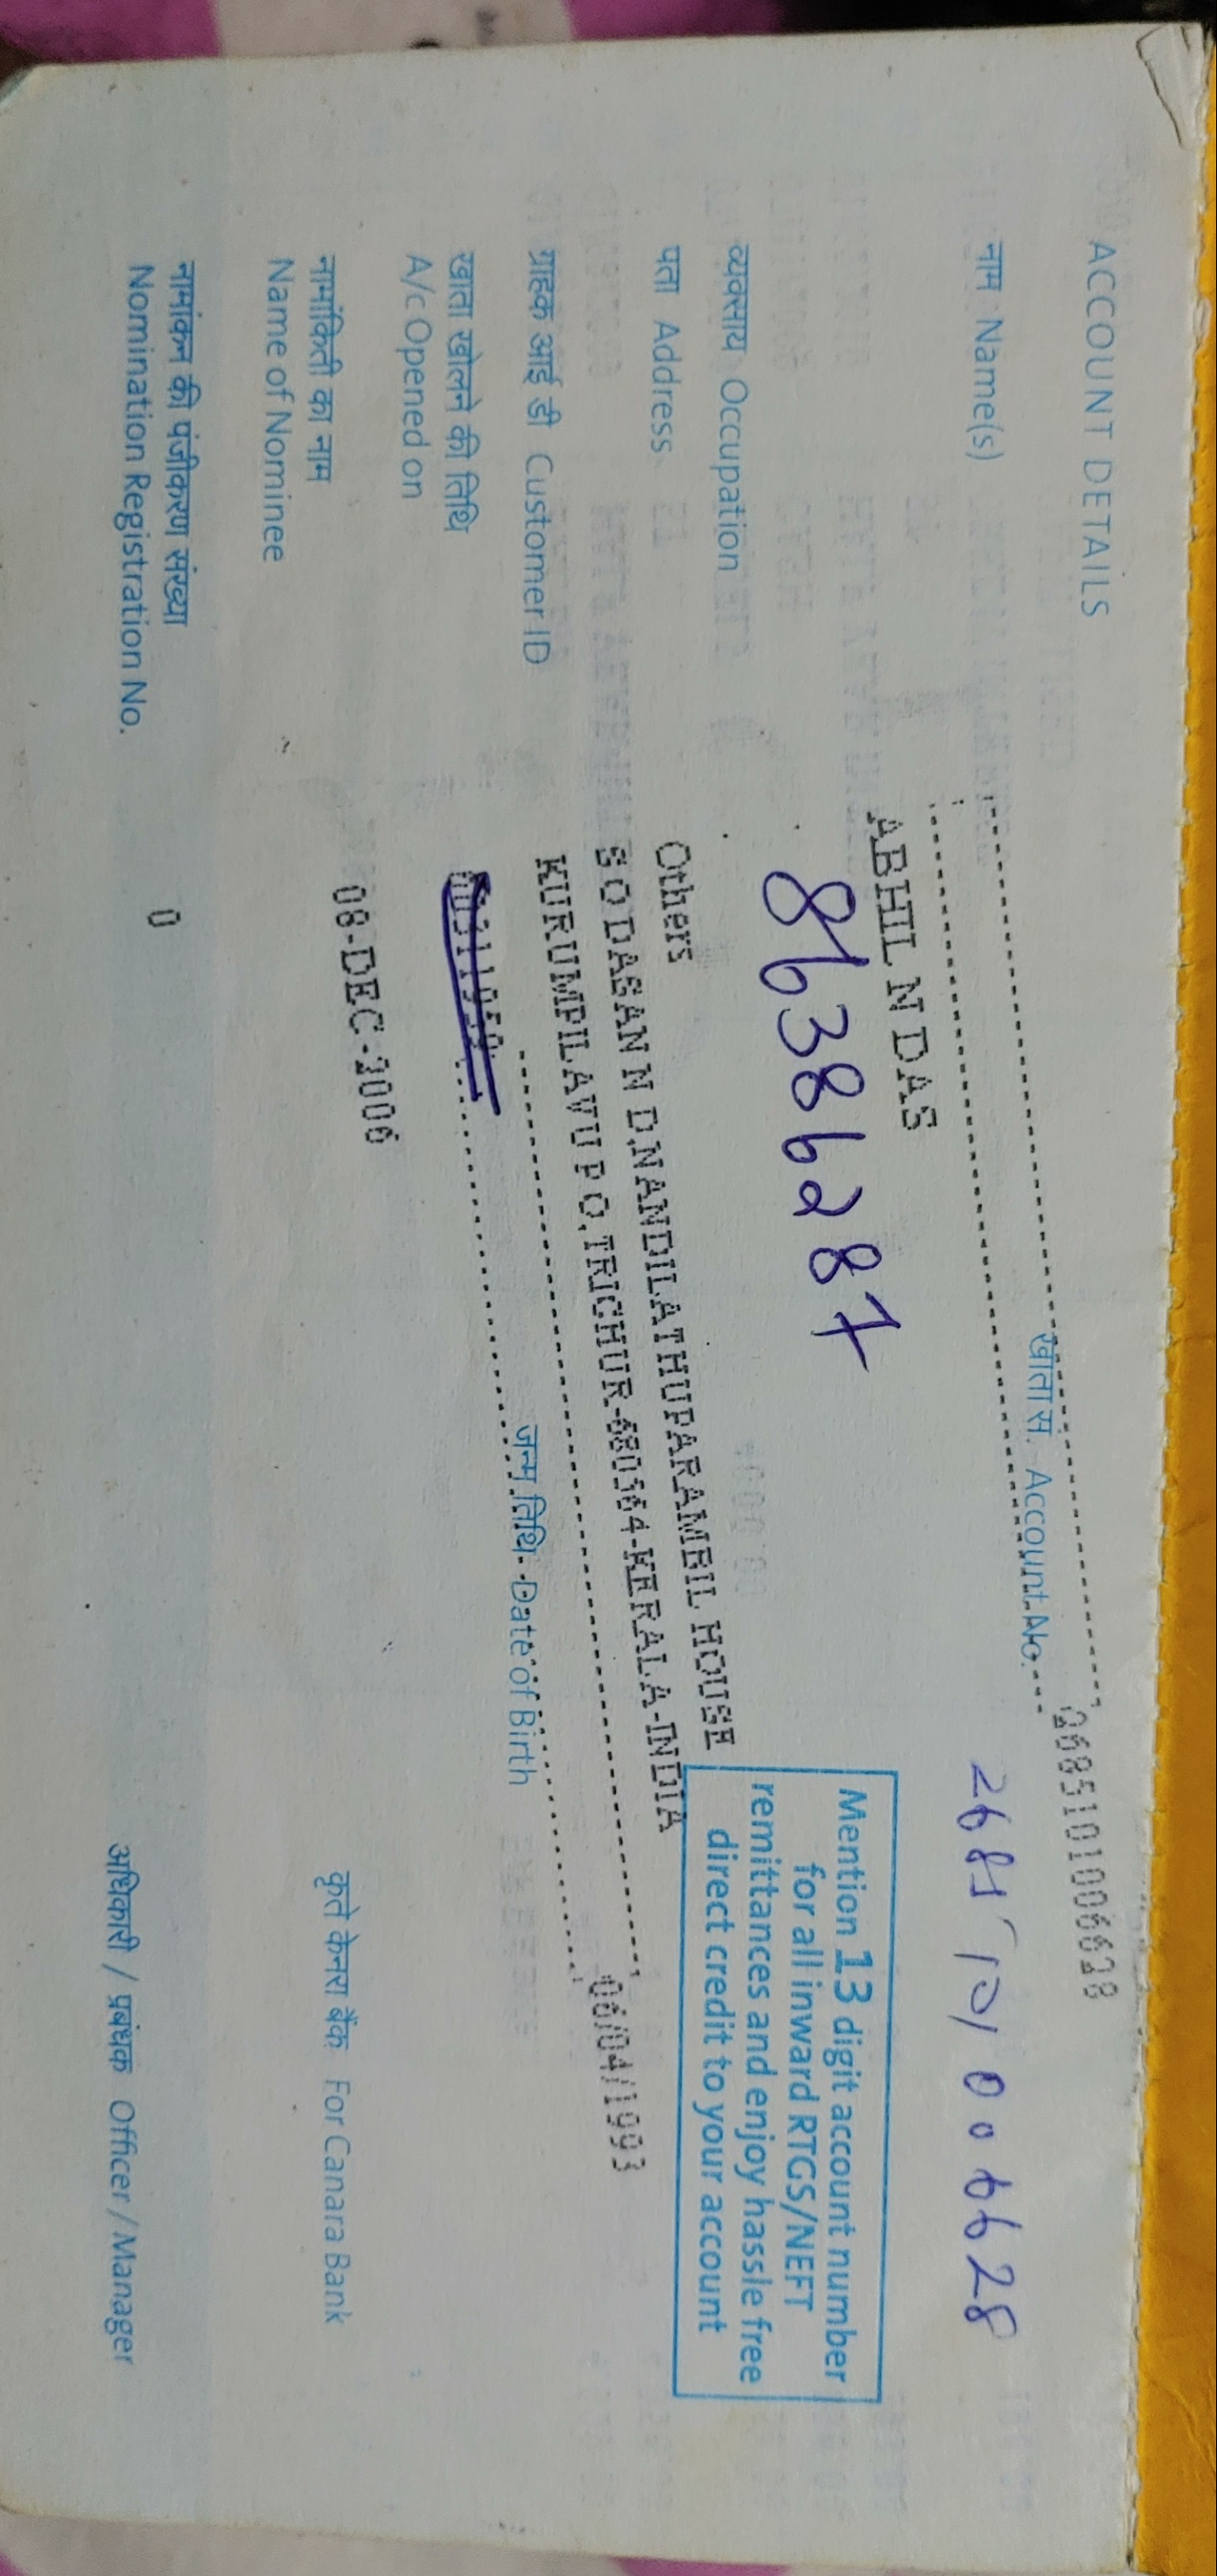 ACCOUNT DETAILS
2685101006628
खाता सं. Account No.
2685101006628
नाम Name(s)
ABHIL N DAS
86386287
व्यवसाय Occupation
Others
Mention 13 digit account number
for all inward RTGS/NEFT
remittances and enjoy hassle free
direct credit to your account
पता Address
S O DASAN N D,NANDILATHUPARAMBIL HOUSE
KURUMPILAVU P O,TRICHUR-680564-KERALA-INDIA
ग्राहक आई डी Customer ID
जन्म तिथि Date of Birth
06/04/1993
खाता खोलने की तिथि
A/c Opened on
08-DEC-2006
नामांकिती का नाम
Name of Nominee
कृते केनरा बैंक For Canara Bank
नामांकन की पंजीकरण संख्या
Nomination Registration No.
0
अधिकारी / प्रबंधक Officer / Manager